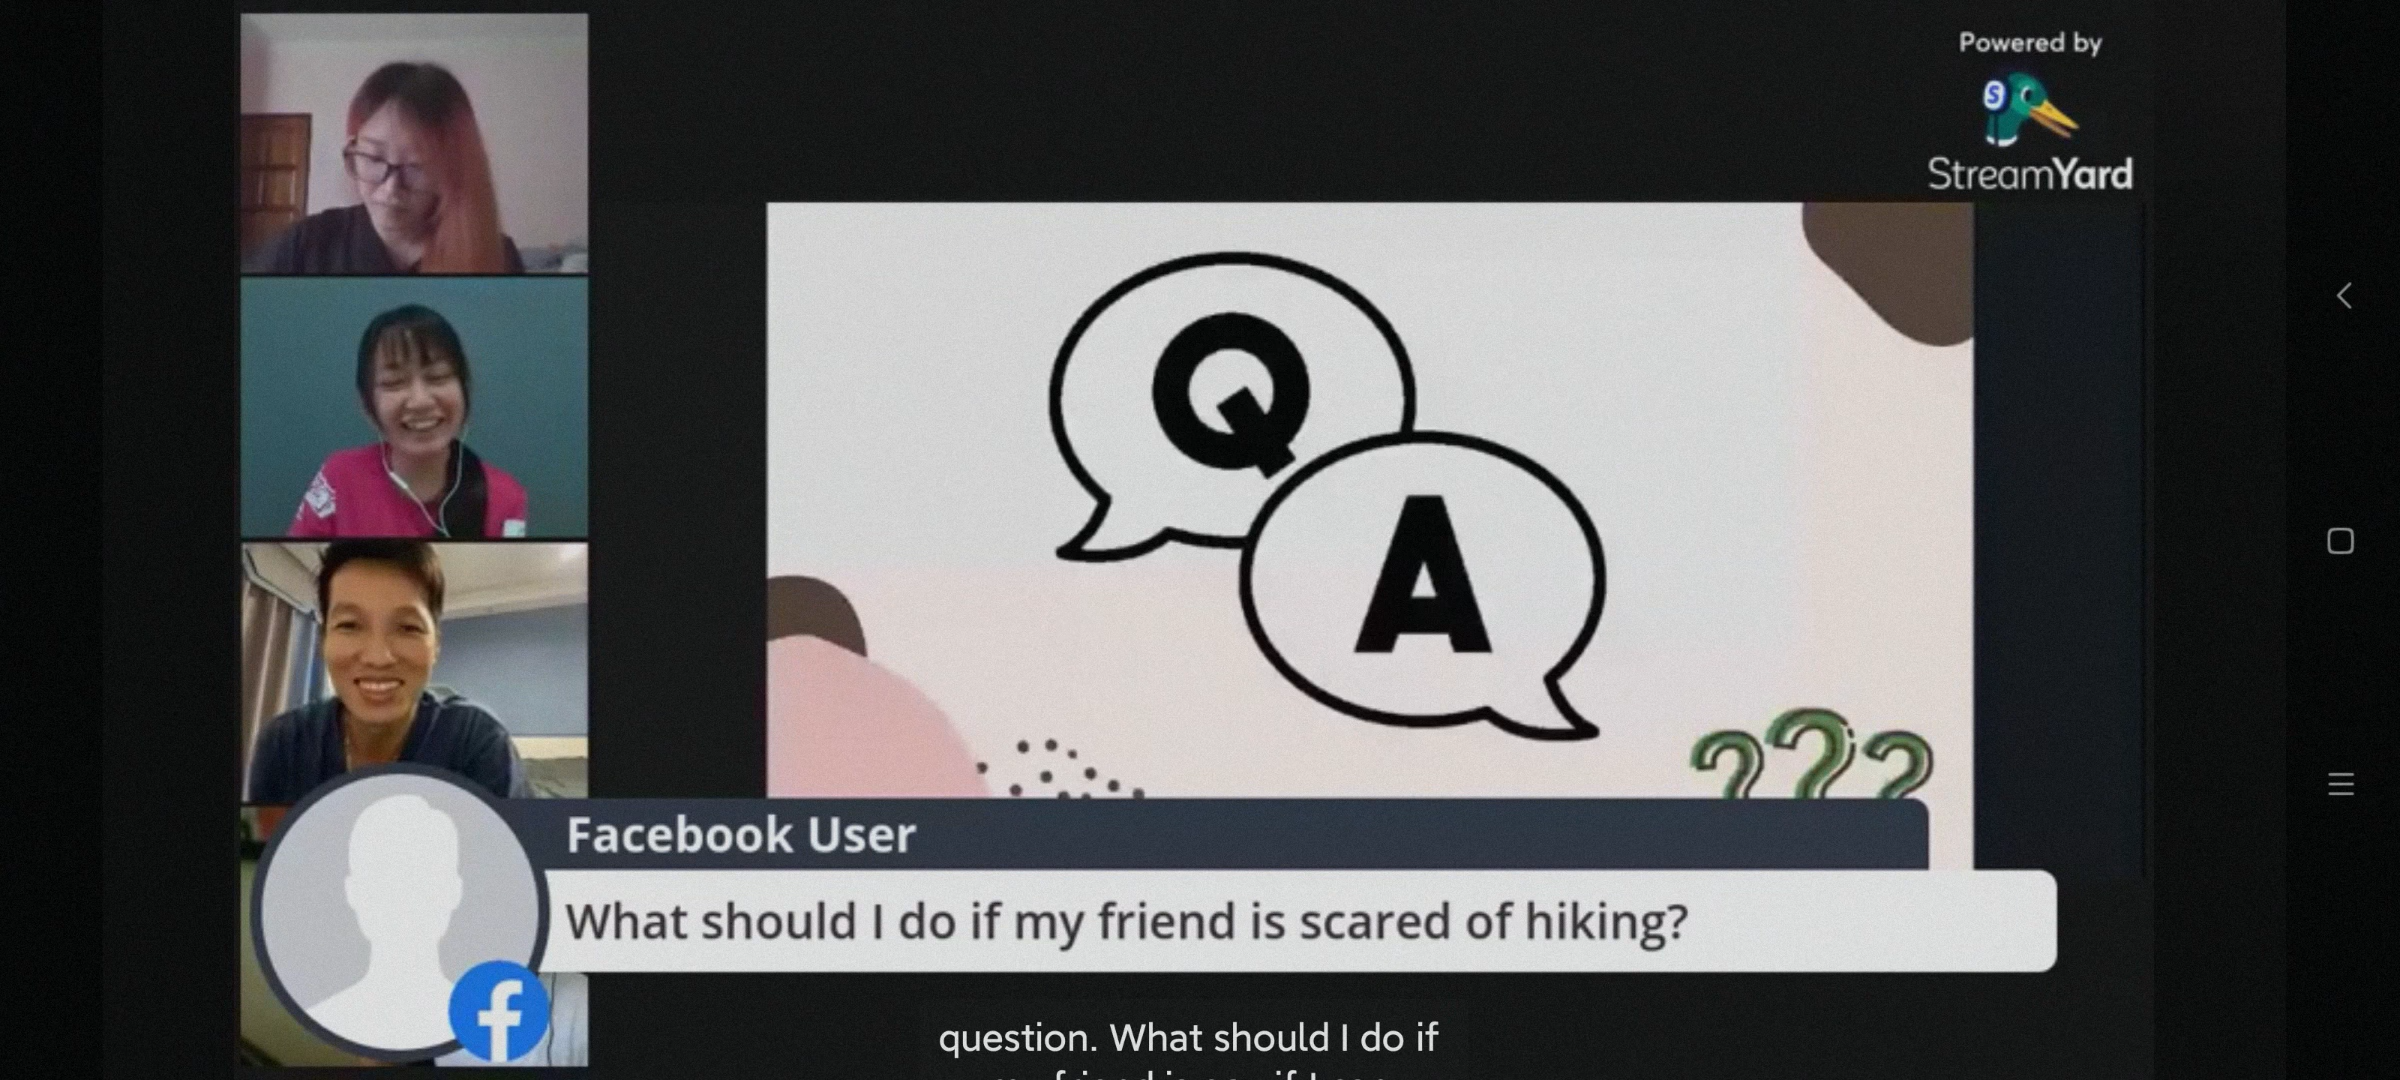 Powered by
S
StreamYard
Q
A
???
Facebook User
What should I do if my friend is scared of hiking?
question. What should I do if